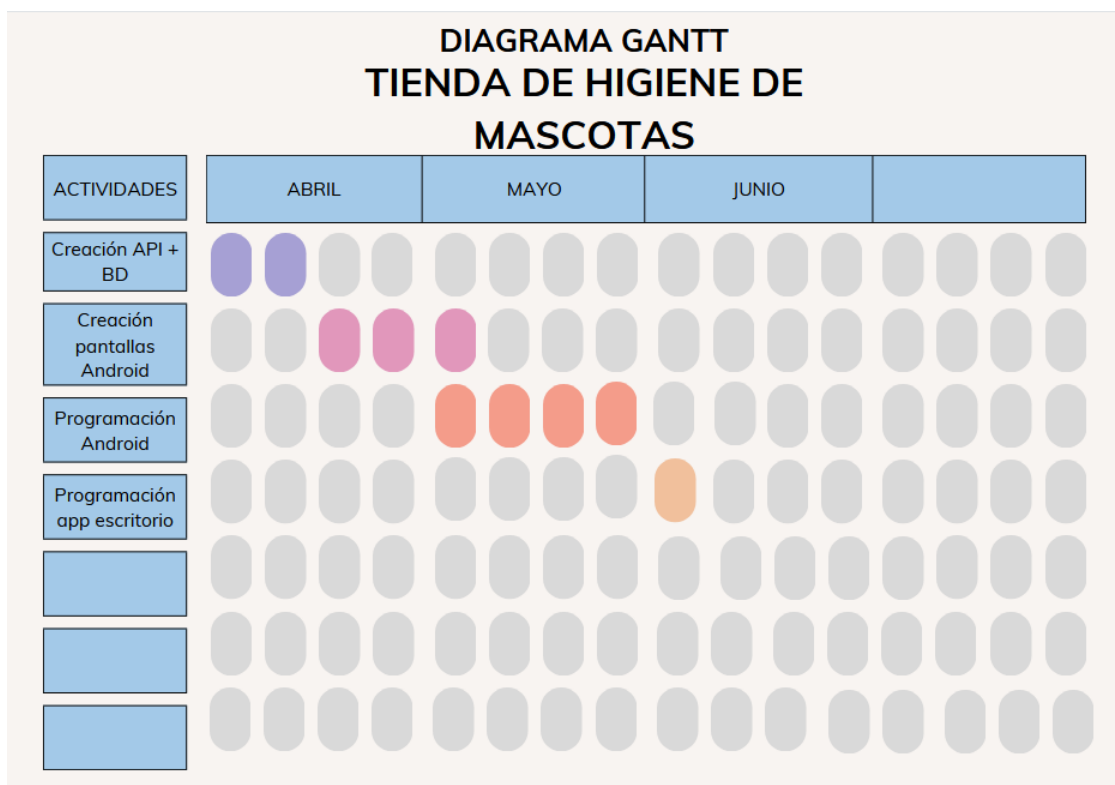 DIAGRAMA GANTT
TIENDA DE HIGIENE DE
MASCOTAS
ACTIVIDADES
ABRIL
MAYO
JUNIO
Creación API +
BD
Creación
pantallas
Android
Programación
Android
Programación
app escritorio